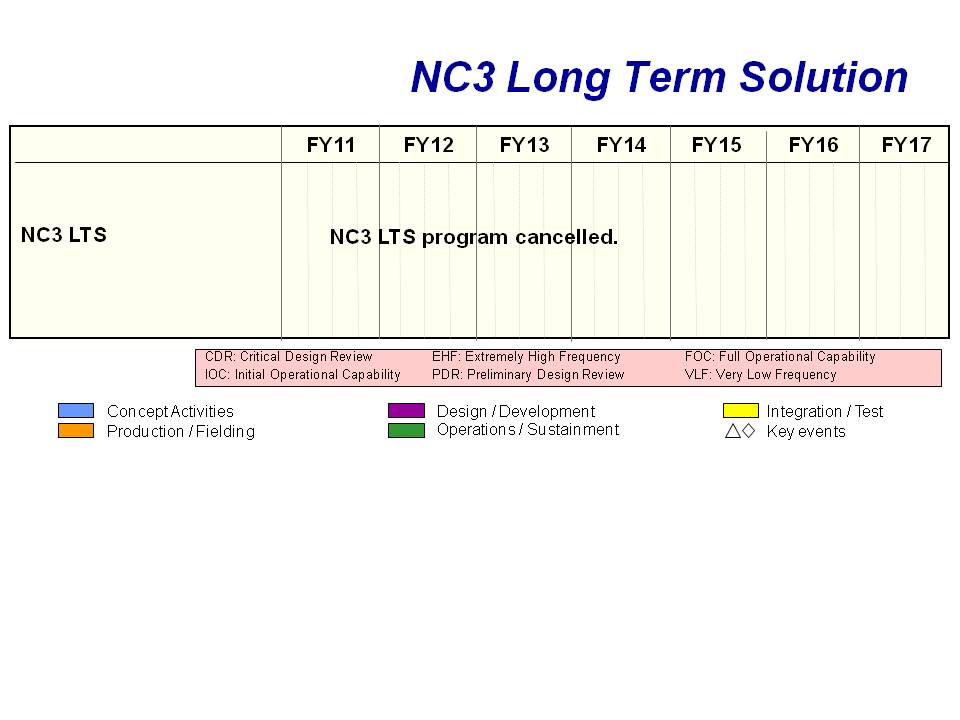 NC3 Long Term Solution
FY11 FY12 FY13 FY14 FY15 FY16 FY17
NC3 LTS NC3 LTS program cancelled.
CDR: Critical Design Review EHF: Extremely High Frequency FOC: Full Operational Capability
IOC: Initial Operational Capability PDR: Preliminary Design Review VLF: Very Low Frequency
Concept Activities Design / Development Integration / Test
Production / Fielding Operations / Sustainment Key events